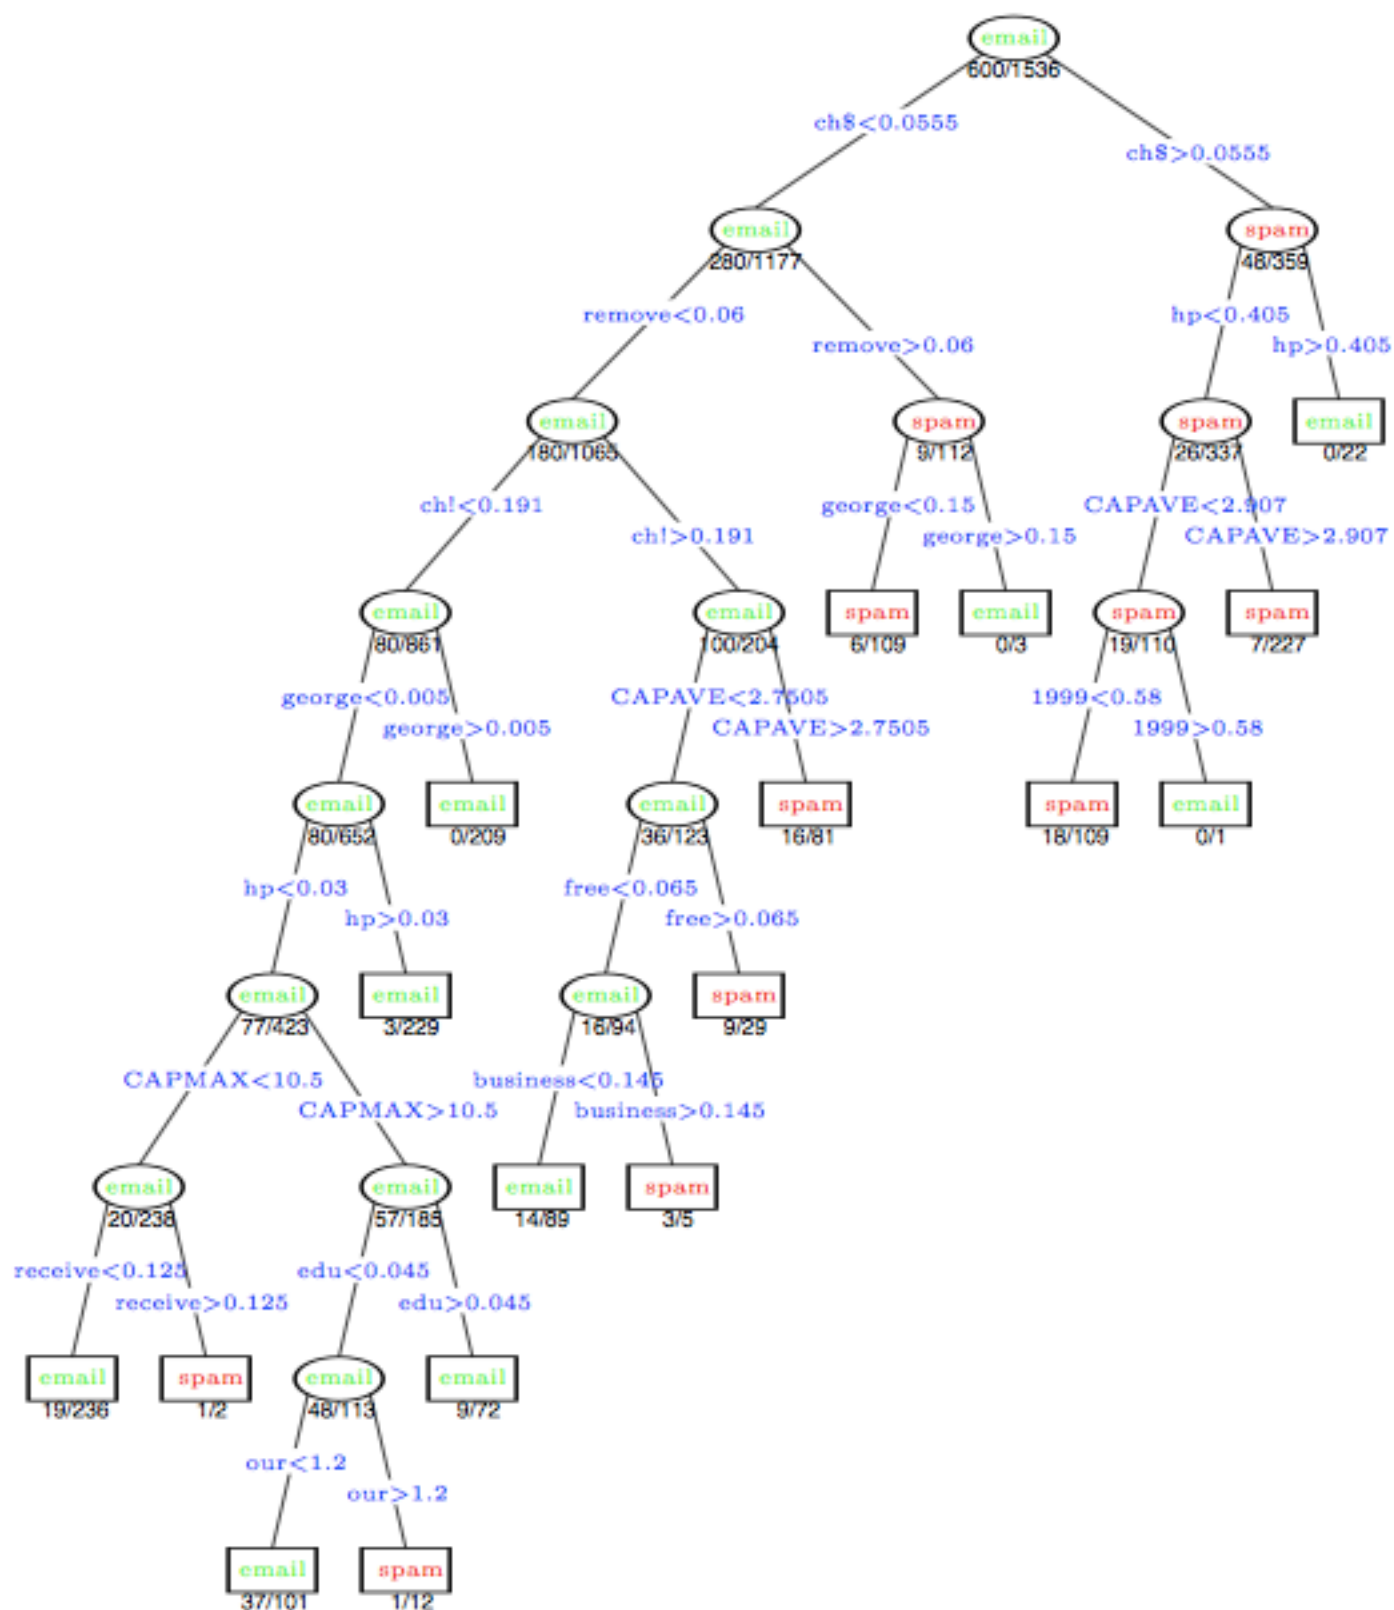 email
600/1536
ch$<0.0555
ch$>0.0555
email
280/1177
spam
48/359
remove<0.06
remove>0.06
hp<0.405
hp>0.405
email
180/1065
spam
9/112
spam
26/337
email
0/22
ch!<0.191
ch!>0.191
george<0.15
george>0.15
CAPAVE<2.907
CAPAVE>2.907
email
80/861
email
100/204
spam
6/109
email
0/3
spam
19/110
spam
7/227
george<0.005
george>0.005
CAPAVE<2.7505
CAPAVE>2.7505
1999<0.58
1999>0.58
email
80/652
email
0/209
email
36/123
spam
16/81
spam
18/109
email
0/1
hp<0.03
hp>0.03
free<0.065
free>0.065
email
77/423
email
3/229
email
16/94
spam
9/29
CAPMAX<10.5
CAPMAX>10.5
business<0.145
business>0.145
email
20/238
email
57/185
email
14/89
spam
3/5
receive<0.125
receive>0.125
edu<0.045
edu>0.045
email
19/236
spam
1/2
email
48/113
email
9/72
our<1.2
our>1.2
email
37/101
spam
1/12